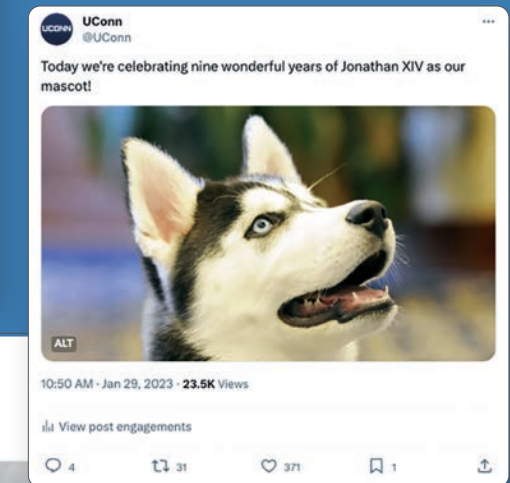 UCONN
UConn
@UConn
Today we're celebrating nine wonderful years of Jonathan XIV as our
mascot!
ALT
10:50 AM · Jan 29, 2023 · 23.5K Views
View post engagements
4 31 371 1